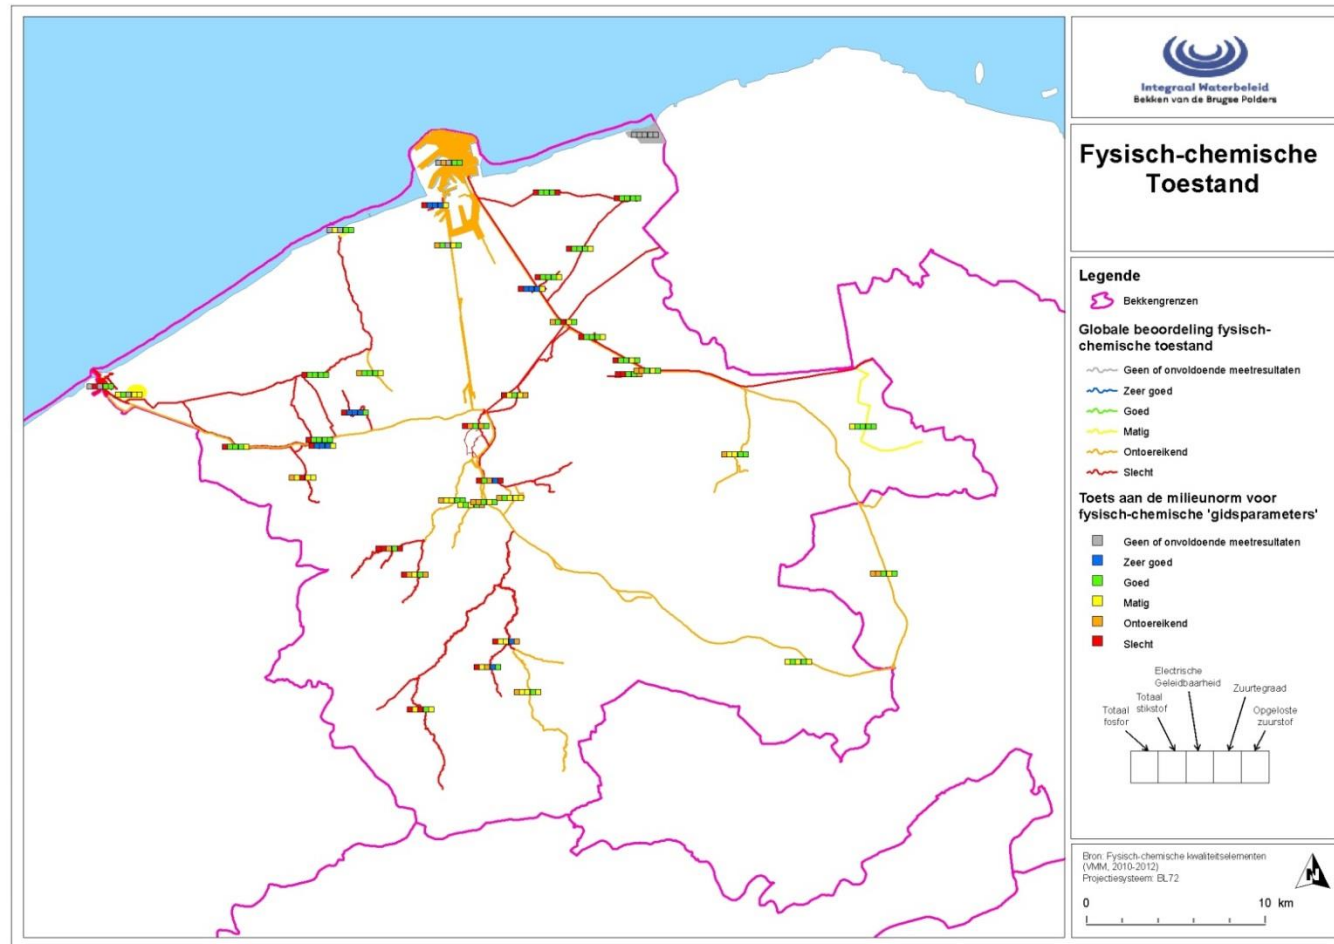 Integraal Waterbeleid
Bekken van de Brugse Polders
Fysisch-chemische
Toestand
Legende
Bekkengrenzen
Globale beoordeling fysisch-
chemische toestand
Geen of onvoldoende meetresultaten
Zeer goed
Goed
Matig
Ontoereikend
Slecht
Toets aan de milieunorm voor
fysisch-chemische 'gidsparameters'
Geen of onvoldoende meetresultaten
Zeer goed
Goed
Matig
Ontoereikend
Slecht
Electrische
Geleidbaarheid
Totaal
stikstof
Zuurtegraad
Totaal
fosfor
Opgeloste
zuurstof
Bron: Fysisch-chemische kwaliteitselementen
(VMM, 2010-2012)
Projectiesysteem: BL72
N
0 10 km